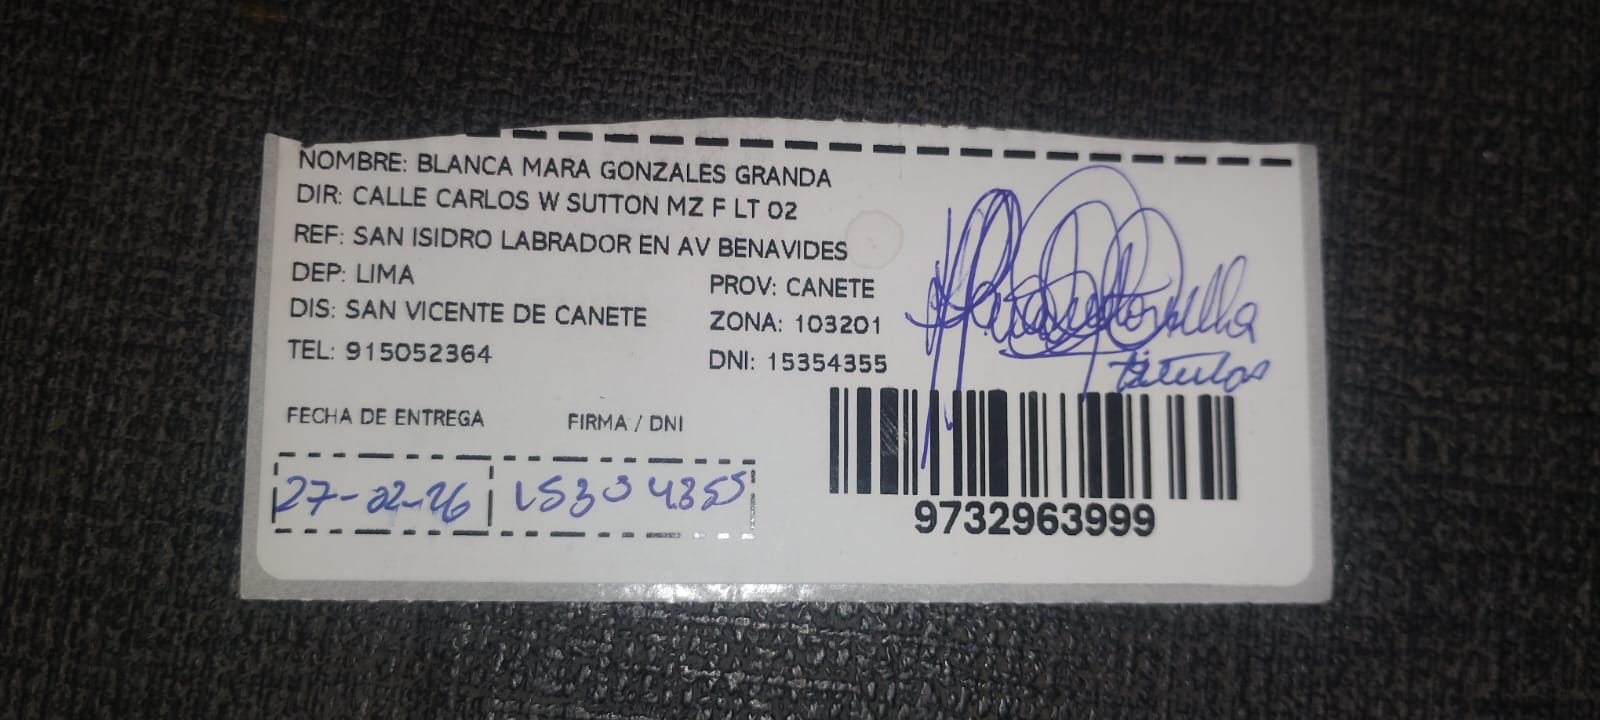 NOMBRE: BLANCA MARA GONZALES GRANDA
DIR: CALLE CARLOS W SUTTON MZ F LT 02
REF: SAN ISIDRO LABRADOR EN AV BENAVIDES
DEP: LIMA
PROV: CANETE
DIS: SAN VICENTE DE CANETE
ZONA: 103201
TEL: 915052364
DNI: 15354355
titulas
FECHA DE ENTREGA
FIRMA / DNI
27-02-26
15354355
9732963999